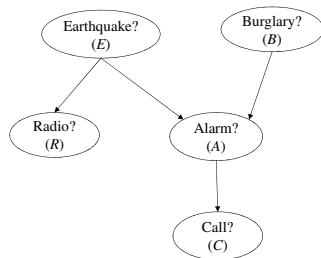 Earthquake?
(E)
Burglary?
(B)
Radio?
(R)
Alarm?
(A)
Call?
(C)